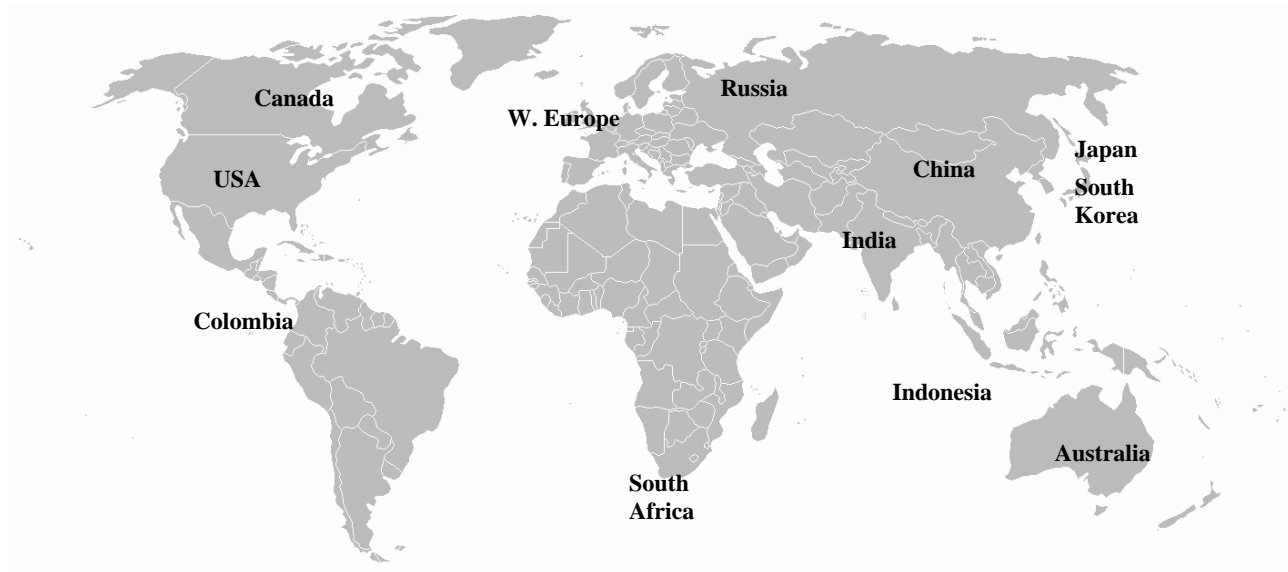 Russia
Canada
W. Europe
Japan
China
USA
South
Korea
India
Colombia
Indonesia
Australia
South
Africa